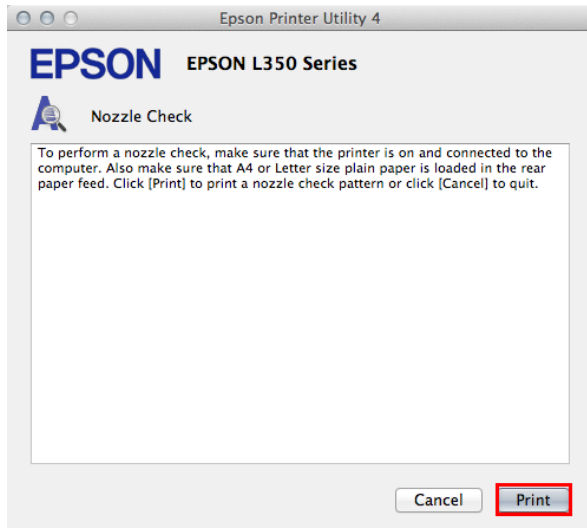 Epson Printer Utility 4
EPSON EPSON L350 Series
Nozzle Check
To perform a nozzle check, make sure that the printer is on and connected to the
computer. Also make sure that A4 or Letter size plain paper is loaded in the rear
paper feed. Click [Print] to print a nozzle check pattern or click [Cancel] to quit.
Cancel Print